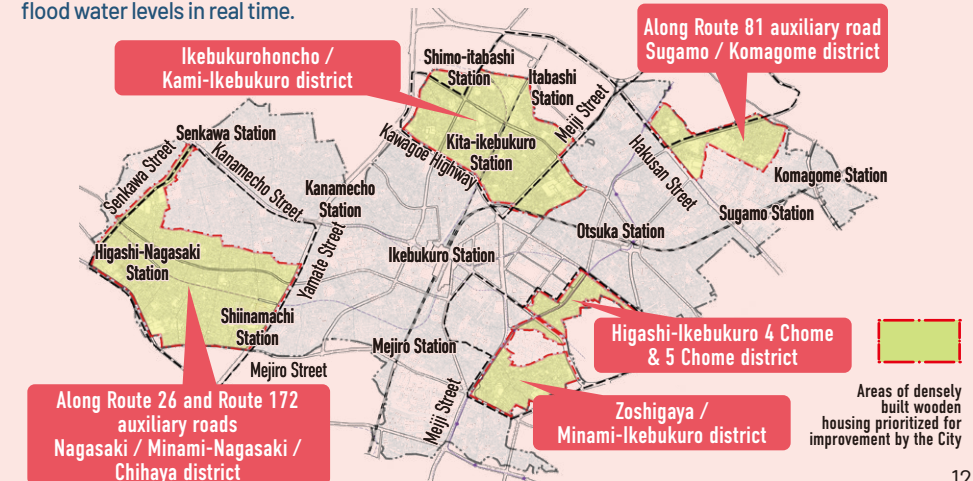 flood water levels in real time.
Ikebukurohoncho /
Kami-Ikebukuro district
Along Route 81 auxiliary road
Sugamo / Komagome district
Shimo-itabashi
Station
Itabashi
Station
Meiji Street
Kita-ikebukuro
Station
Kawagoe Highway
Hakusan Street
Komagome Station
Sugamo Station
Otsuka Station
Senkawa Station
Senkawa Street
Kanamecho Street
Kanamecho
Station
Yamate Street
Ikebukuro Station
Higashi-Nagasaki
Station
Shiinamachi
Station
Mejiro Station
Mejiro Street
Meiji Street
Higashi-Ikebukuro 4 Chome
& 5 Chome district
Zoshigaya /
Minami-Ikebukuro district
Along Route 26 and Route 172
auxiliary roads
Nagasaki / Minami-Nagasaki /
Chihaya district
Areas of densely
built wooden
housing prioritized for
improvement by the City
12